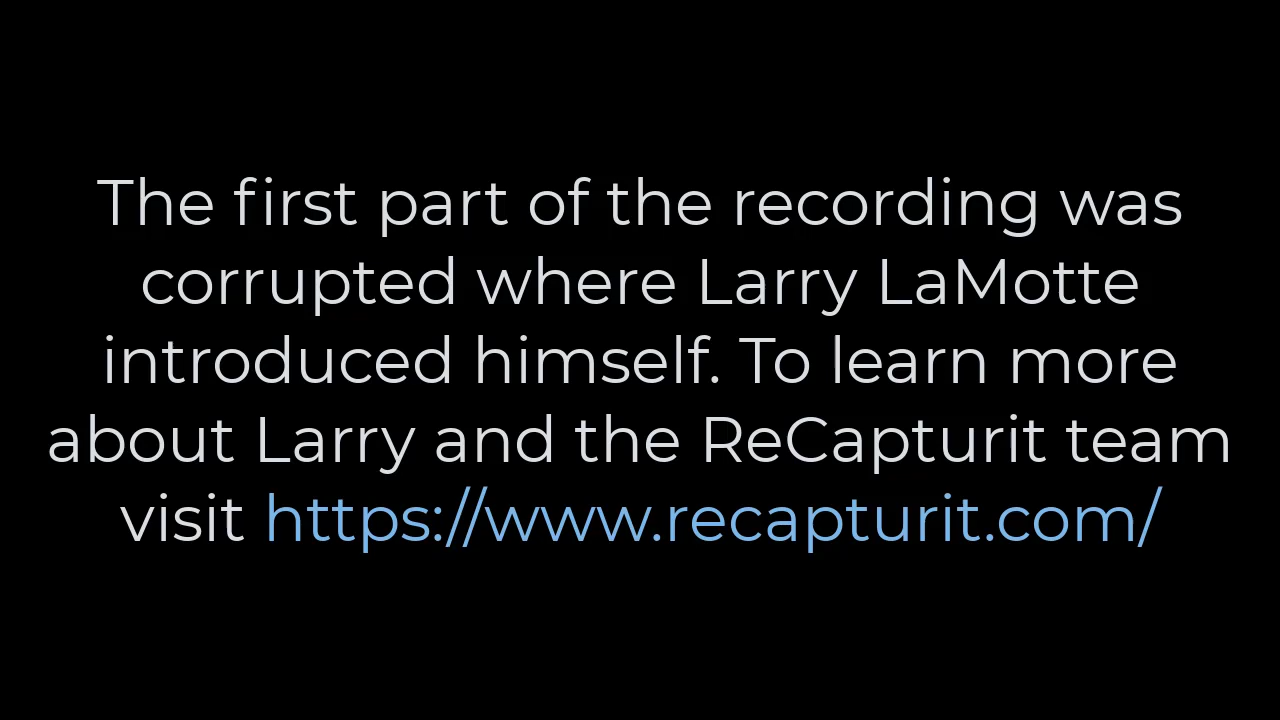 The first part of the recording was
corrupted where Larry LaMotte
introduced himself. To learn more
about Larry and the ReCapturit team
visit https://www.recapturit.com/